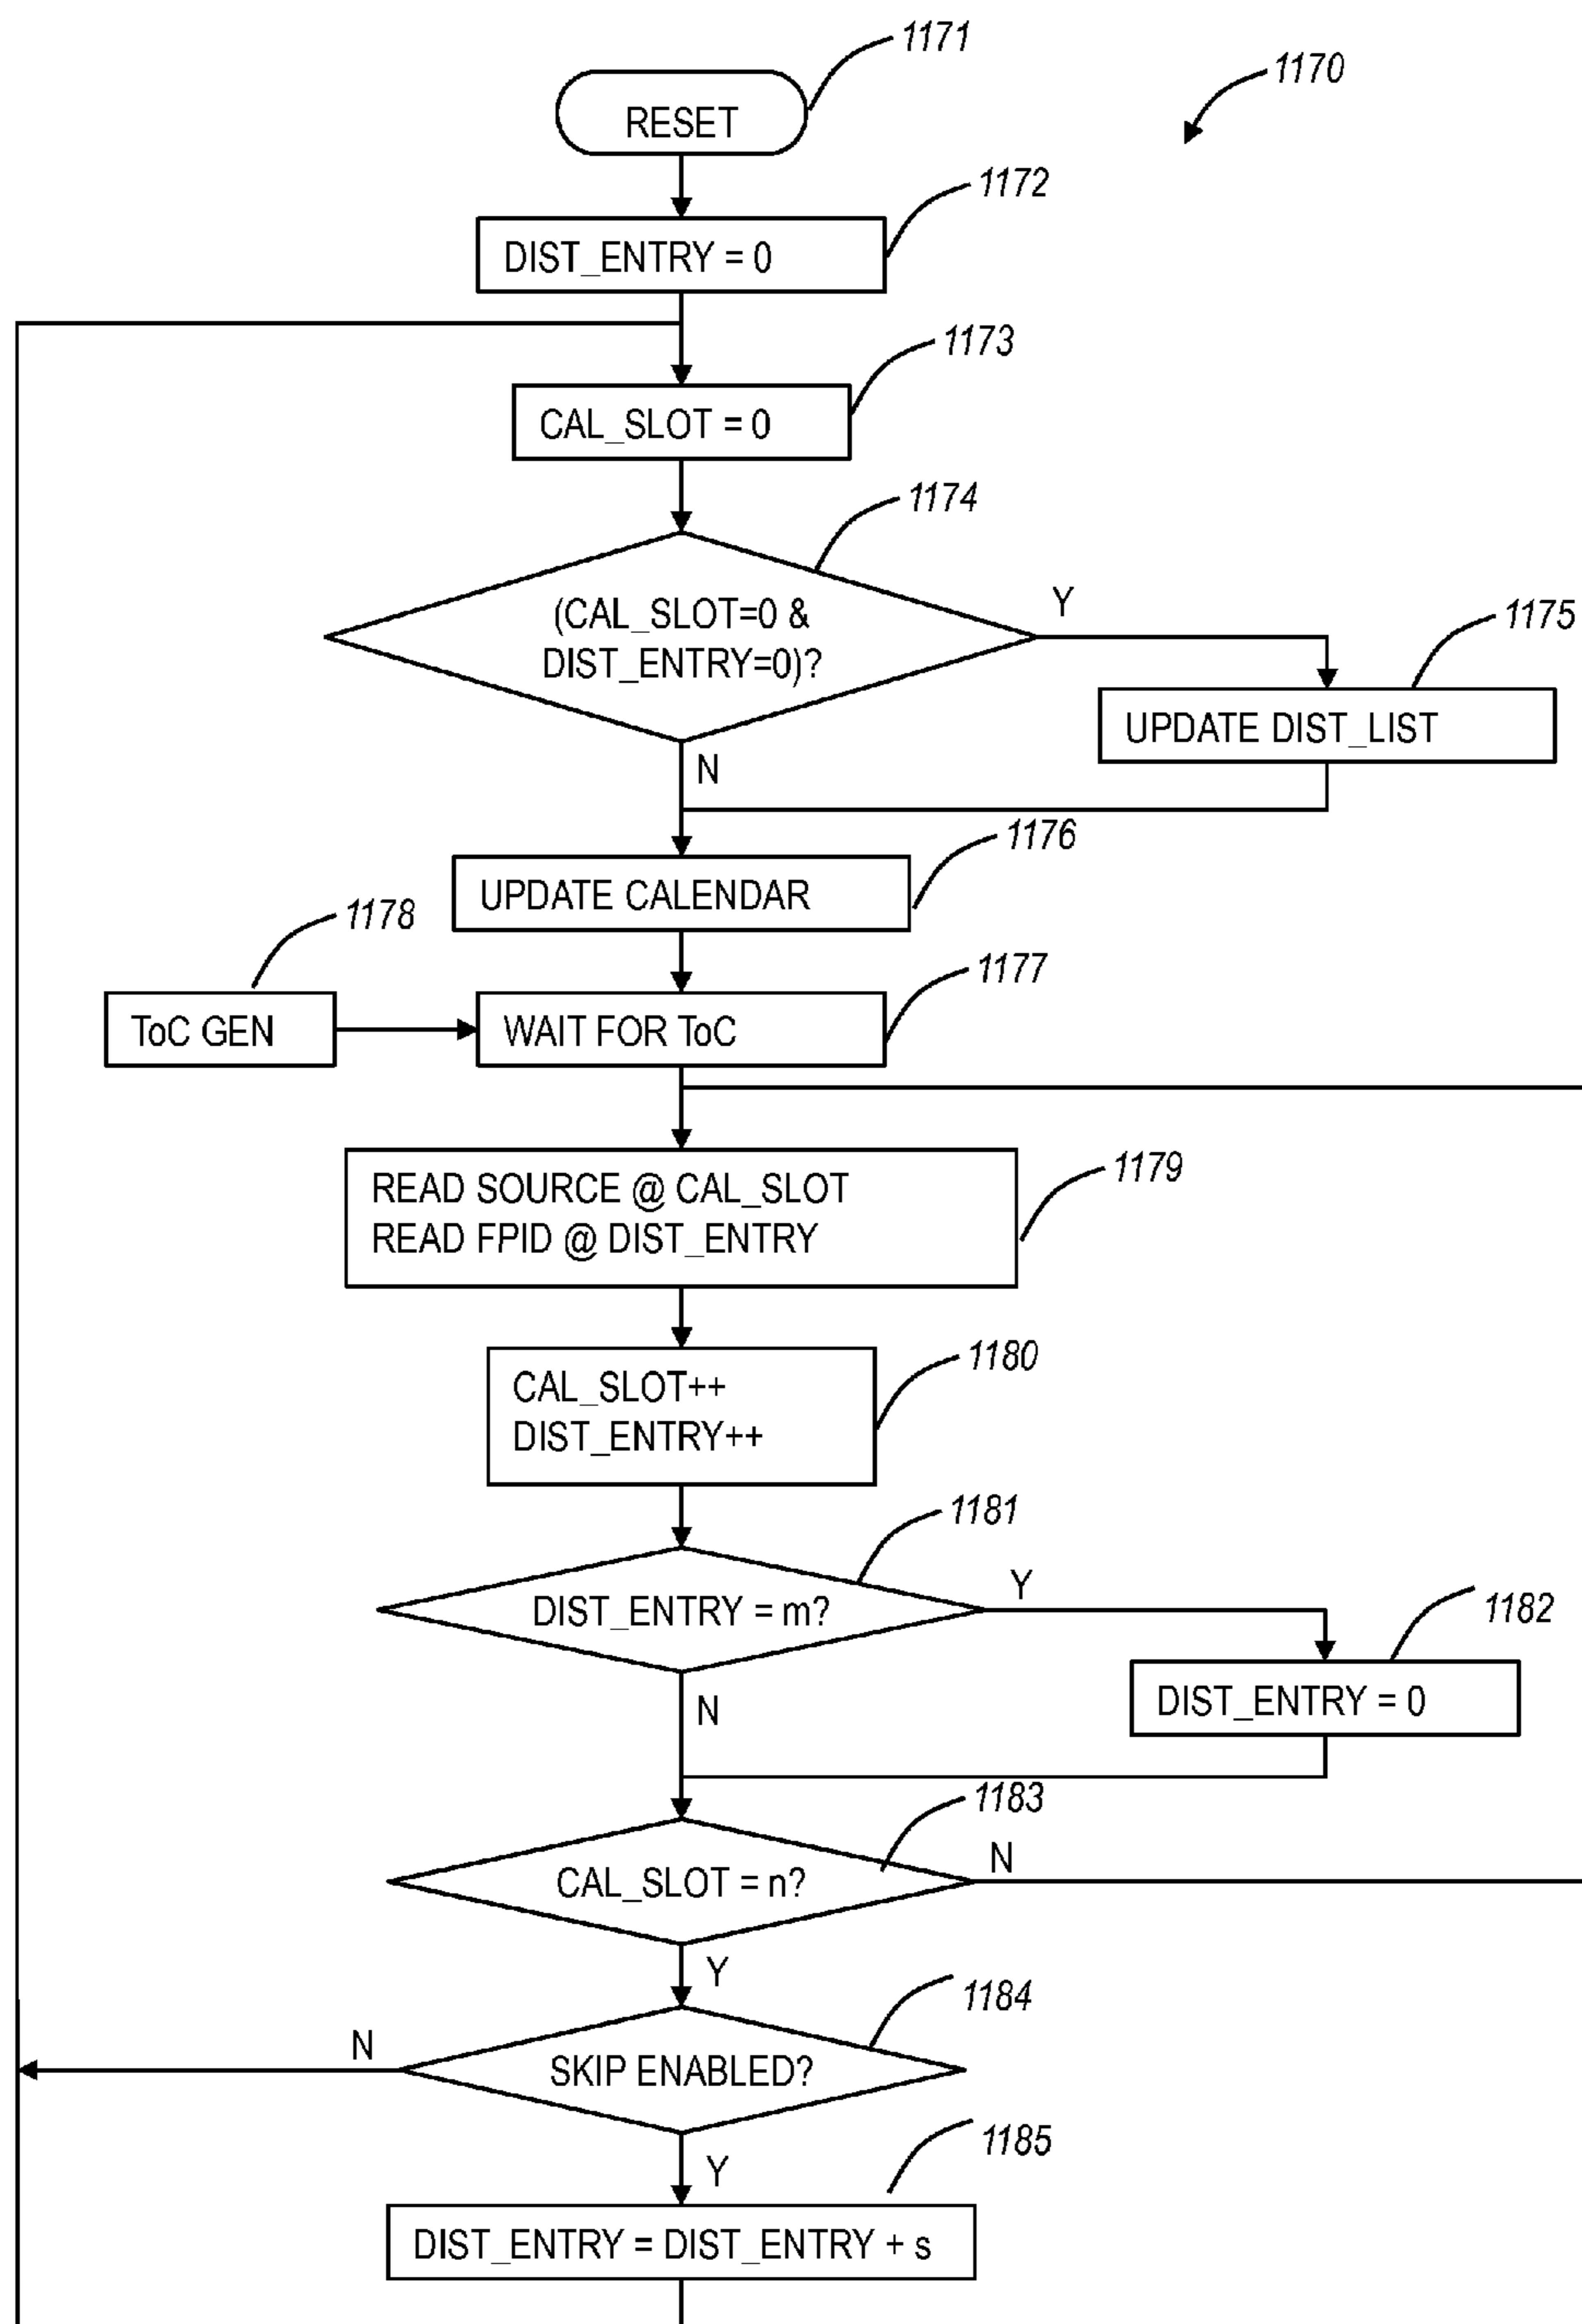 1171
1170
RESET
1172
DIST_ENTRY = 0
1173
CAL_SLOT = 0
1174
(CAL_SLOT=0 &
DIST_ENTRY=0)?
Y
1175
UPDATE DIST_LIST
N
1176
UPDATE CALENDAR
1178
1177
ToC GEN
WAIT FOR ToC
1179
READ SOURCE @ CAL_SLOT
READ FPID @ DIST_ENTRY
1180
CAL_SLOT++
DIST_ENTRY++
1181
DIST_ENTRY = m?
Y
1182
DIST_ENTRY = 0
N
1183
CAL_SLOT = n?
N
Y
1184
SKIP ENABLED?
N
Y
1185
DIST_ENTRY = DIST_ENTRY + s